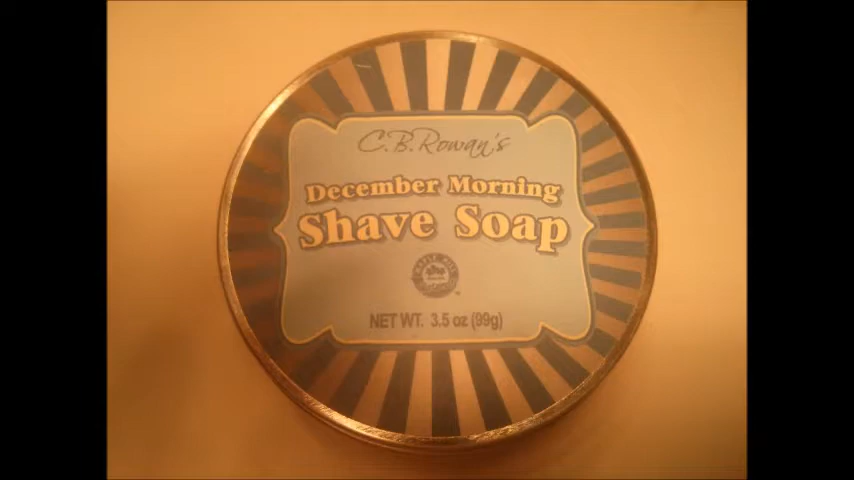 C.B.Rowan's
December Morning
Shave Soap
NET WT. 3.5 oz (99g)